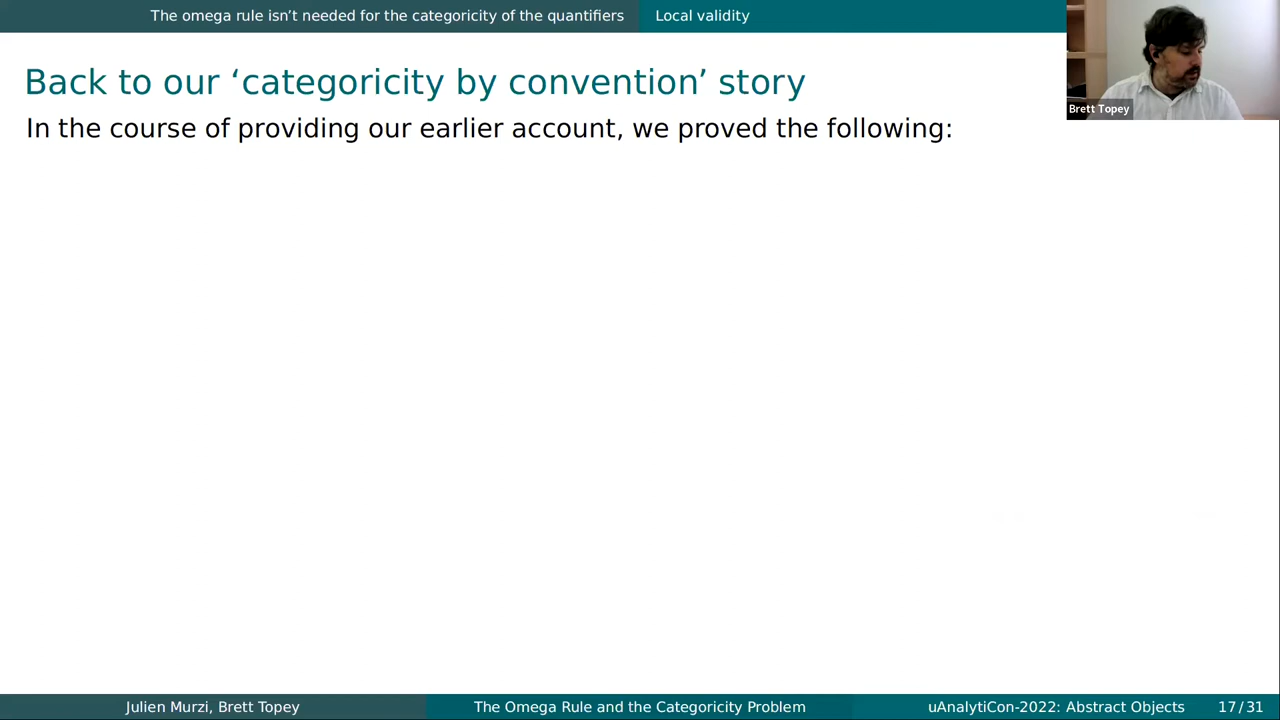 The omega rule isn’t needed for the categoricity of the quantifiers Local validity
Back to our ‘categoricity by convention’ story
Brett Topey
In the course of providing our earlier account, we proved the following:
Julien Murzi, Brett Topey The Omega Rule and the Categoricity Problem uAnalytiCon-2022: Abstract Objects 17/31